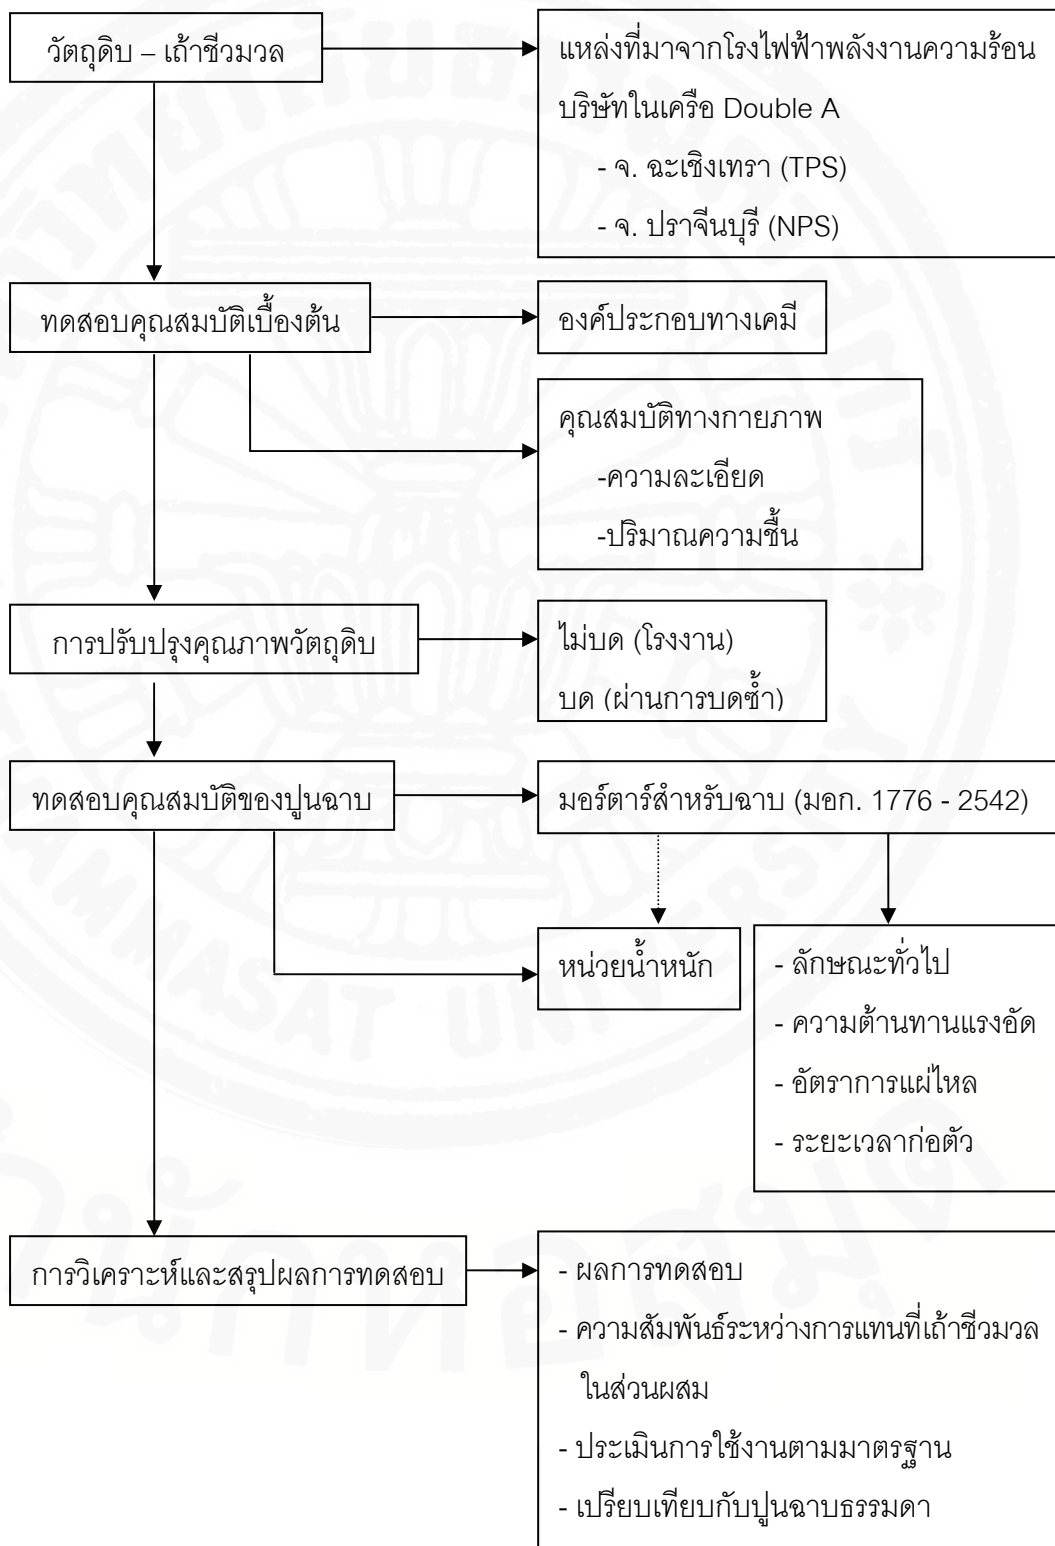 วัตถุดิบ – เถ้าชีวมวล
แหล่งที่มาจากโรงไฟฟ้าพลังงานความร้อน
บริษัทในเครือ Double A
- จ. ฉะเชิงเทรา (TPS)
- จ. ปราจีนบุรี (NPS)
ทดสอบคุณสมบัติเบื้องต้น
องค์ประกอบทางเคมี
คุณสมบัติทางกายภาพ
-ความละเอียด
-ปริมาณความชื้น
การปรับปรุงคุณภาพวัตถุดิบ
ไม่บด (โรงงาน)
บด (ผ่านการบดซ้ำ)
ทดสอบคุณสมบัติของปูนฉาบ
มอร์ตาร์สำหรับฉาบ (มอก. 1776 - 2542)
หน่วยน้ำหนัก
- ลักษณะทั่วไป
- ความต้านทานแรงอัด
- อัตราการแผ่ไหล
- ระยะเวลาก่อตัว
การวิเคราะห์และสรุปผลการทดสอบ
- ผลการทดสอบ
- ความสัมพันธ์ระหว่างการแทนที่เถ้าชีวมวล
ในส่วนผสม
- ประเมินการใช้งานตามมาตรฐาน
- เปรียบเทียบกับปูนฉาบธรรมดา
THAMMASAT UNIVERSITY
สำนักหอสมุด